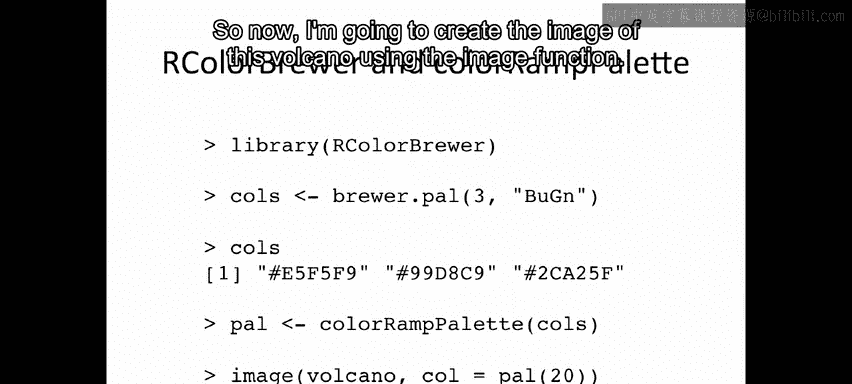 So now, I'm going to create the image of
this volcano using the image function.
RColorBrewer and colorRampPalette
> library(RColorBrewer)
> cols <- brewer.pal(3, "BuGn")
> cols
[1] "#E5F5F9" "#99D8C9" "#2CA25F"
> pal <- colorRampPalette(cols)
> image(volcano, col = pal(20))